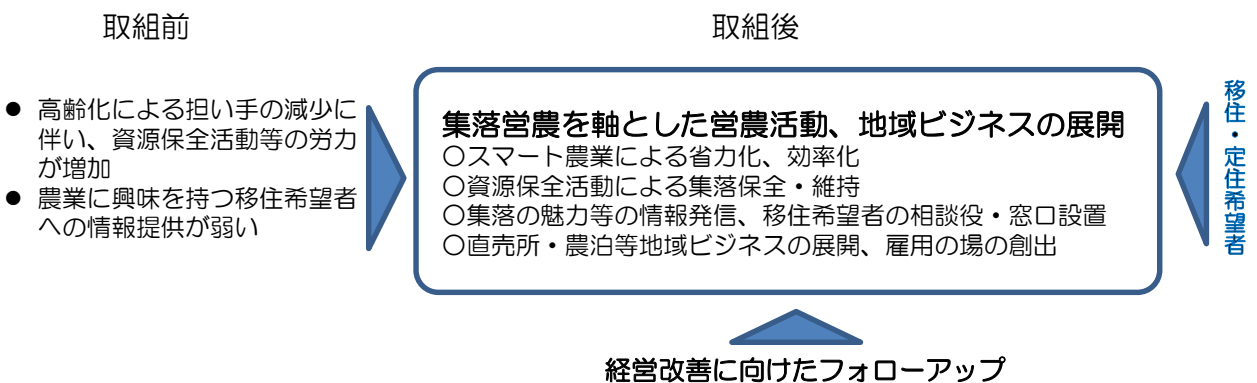 取組前
取組後
● 高齢化による担い手の減少に
伴い、資源保全活動等の労力
が増加
● 農業に興味を持つ移住希望者
への情報提供が弱い
集落営農を軸とした営農活動、地域ビジネスの展開
〇スマート農業による省力化、効率化
〇資源保全活動による集落保全・維持
〇集落の魅力等の情報発信、移住希望者の相談役・窓口設置
〇直売所・農泊等地域ビジネスの展開、雇用の場の創出
移住・定住希望者
経営改善に向けたフォローアップ